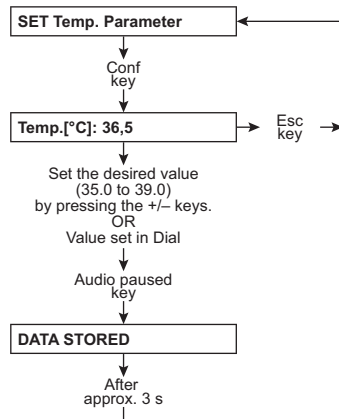 SET Temp. Parameter
Conf
key
Temp.[°C]: 36,5
Esc
key
Set the desired value
(35.0 to 39.0)
by pressing the +/– keys.
OR
Value set in Dial
Audio paused
key
DATA STORED
After
approx. 3 s